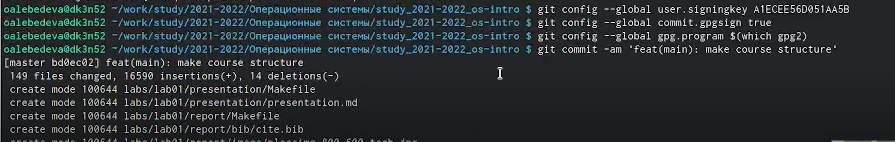 oalebedeva@dk3n52 ~/work/study/2021-2022/Операционные системы/study_2021-2022_os-intro $ git config --global user.signingkey A1ECEE56D051AA5B
oalebedeva@dk3n52 ~/work/study/2021-2022/Операционные системы/study_2021-2022_os-intro $ git config --global commit.gpgsign true
oalebedeva@dk3n52 ~/work/study/2021-2022/Операционные системы/study_2021-2022_os-intro $ git config --global gpg.program $(which gpg2)
oalebedeva@dk3n52 ~/work/study/2021-2022/Операционные системы/study_2021-2022_os-intro $ git commit -am 'feat(main): make course structure'
[master bd0ec02] feat(main): make course structure
149 files changed, 16590 insertions(+), 14 deletions(-)
create mode 100644 labs/lab01/presentation/Makefile
create mode 100644 labs/lab01/presentation/presentation.md
create mode 100644 labs/lab01/report/Makefile
create mode 100644 labs/lab01/report/bib/cite.bib
create mode 100644